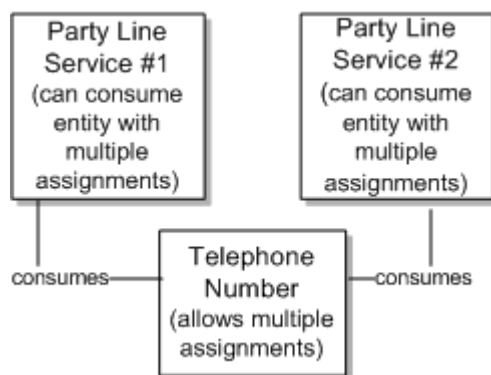 Party Line
Service #1
(can consume
entity with
multiple
assignments)
Party Line
Service #2
(can consume
entity with
multiple
assignments)
consumes
Telephone
Number
(allows multiple
assignments)
consumes